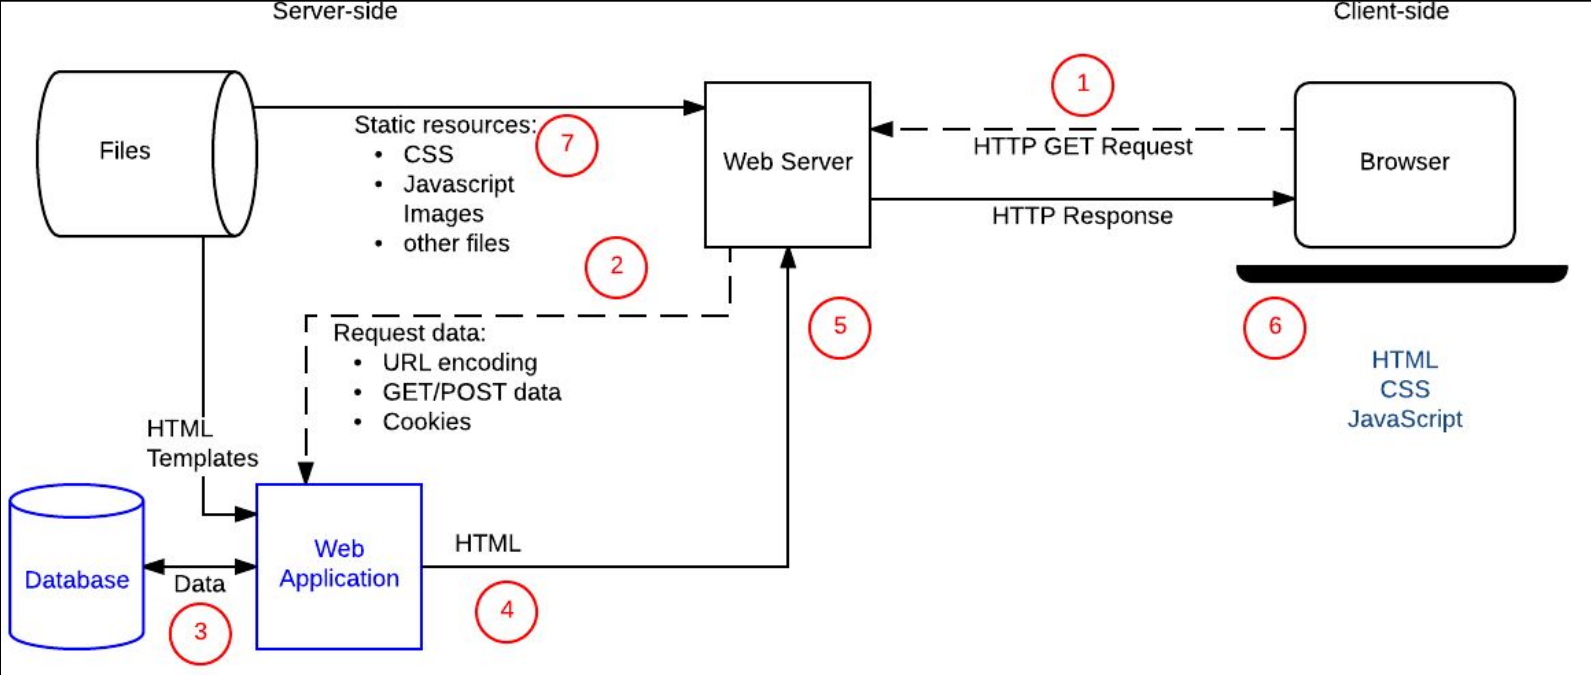 Server-side
Client-side
Files
Static resources:
• CSS
• Javascript
Images
• other files
7
Web Server
1
HTTP GET Request
HTTP Response
Browser
2
Request data:
• URL encoding
• GET/POST data
• Cookies
5
6
HTML
CSS
JavaScript
HTML
Templates
Database
Data
3
Web
Application
HTML
4